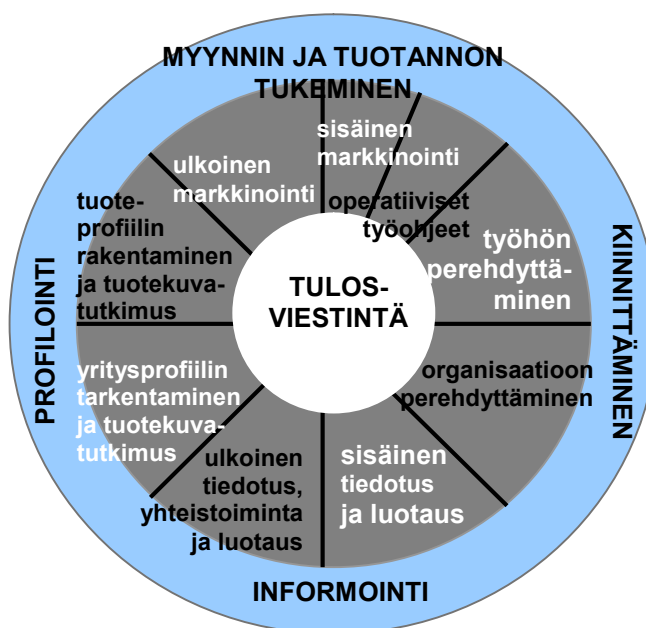 MYYNNIN JA TUOTANNON
TUKEMINEN
sisäinen
markkinointi
ulkoinen
markkinointi
operatiiviset
työohjeet
tuote-
profiilin
rakentaminen
ja tuotekuva-
tutkimus
työhön
perehdyttä-
minen
TULOS-
VIESTINTÄ
PROFILOINTI
KIINNITTÄMINEN
yritysprofiilin
tarkentaminen
ja tuotekuva-
tutkimus
organisaatioon
perehdyttäminen
ulkoinen
tiedotus,
yhteistoiminta
ja luotaus
sisäinen
tiedotus
ja luotaus
INFORMOINTI